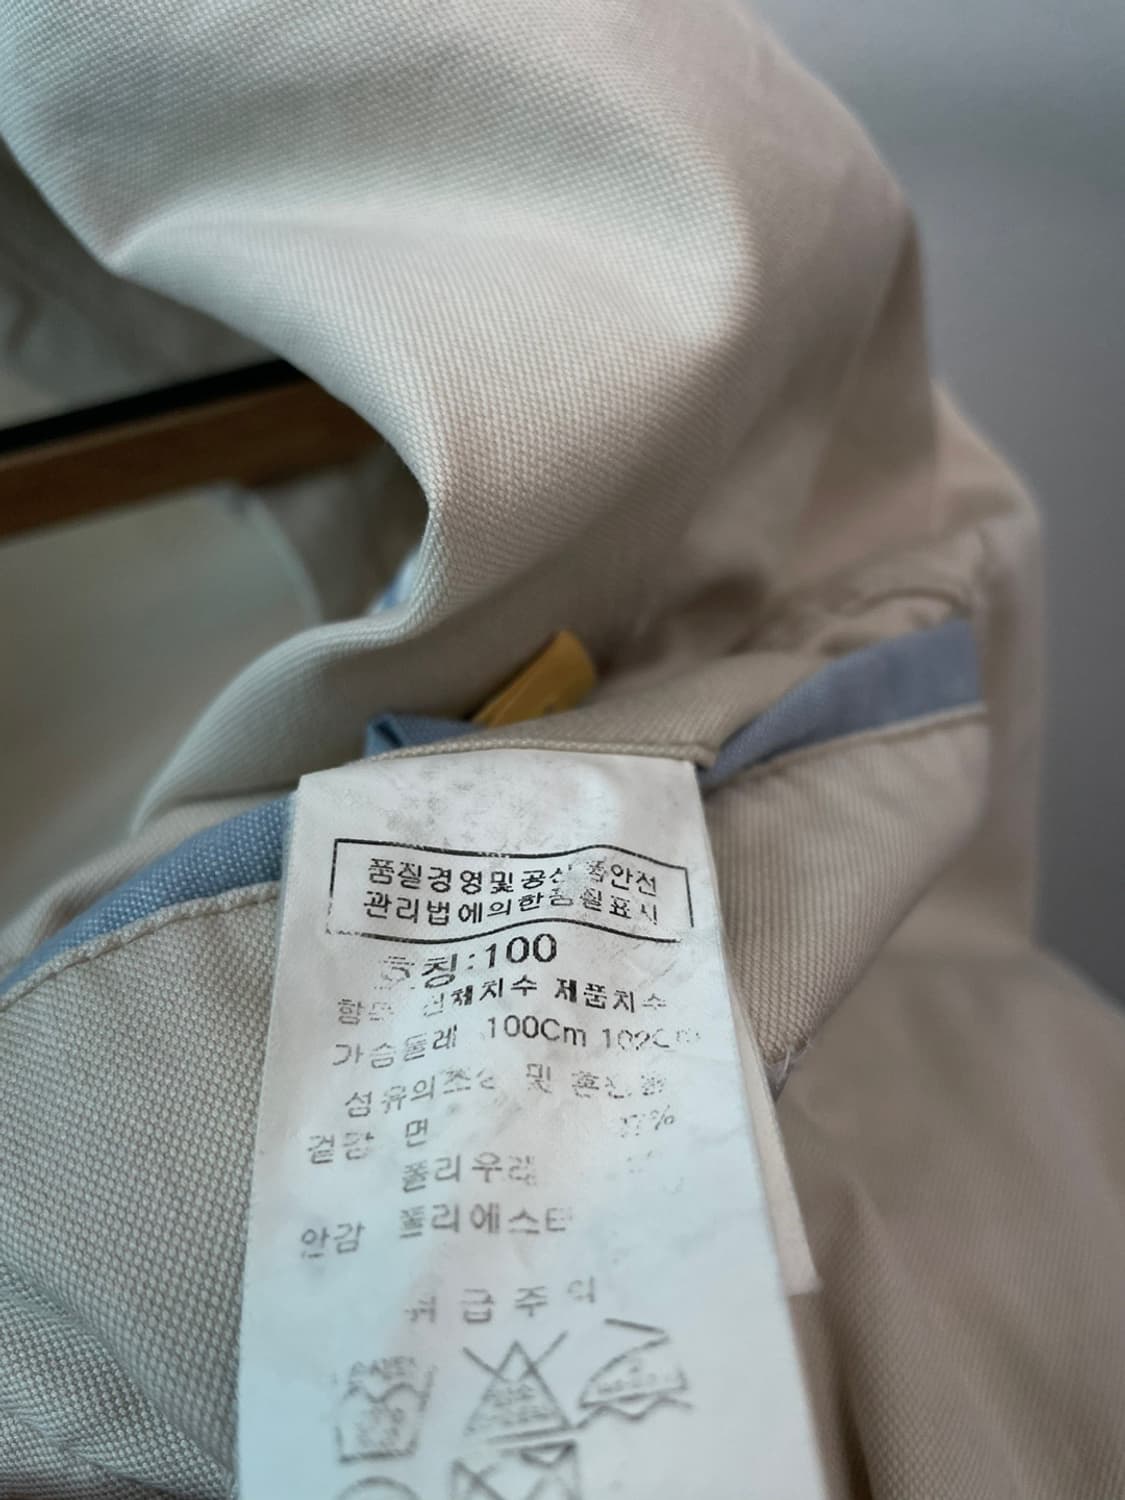 품질경영및공산품안전
관리법에의한품질표시
호칭:100
항목 신체치수 제품치수
가슴둘레 100Cm
섬유의조성 및 혼용률
겉감 면
폴리우레
안감 폴리에스터
취급주의